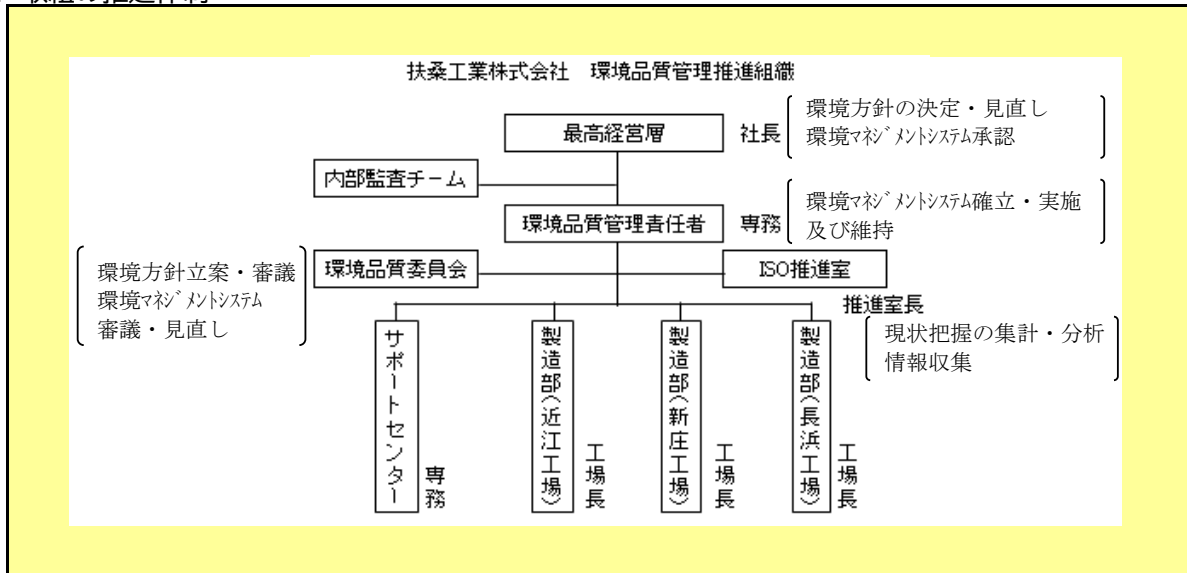 扶桑工業株式会社 環境品質管理推進組織
最高経営層
社長
環境方針の決定・見直し
環境ﾏﾈｼﾞﾒﾝﾄｼｽﾃﾑ承認
内部監査チーム
環境品質管理責任者
専務
環境ﾏﾈｼﾞﾒﾝﾄｼｽﾃﾑ確立・実施
及び維持
環境方針立案・審議
環境ﾏﾈｼﾞﾒﾝﾄｼｽﾃﾑ
審議・見直し
環境品質委員会
ISO推進室
推進室長
現状把握の集計・分析
情報収集
サポートセンター
専務
製造部(近江工場)
工場長
製造部(新庄工場)
工場長
製造部(長浜工場)
工場長